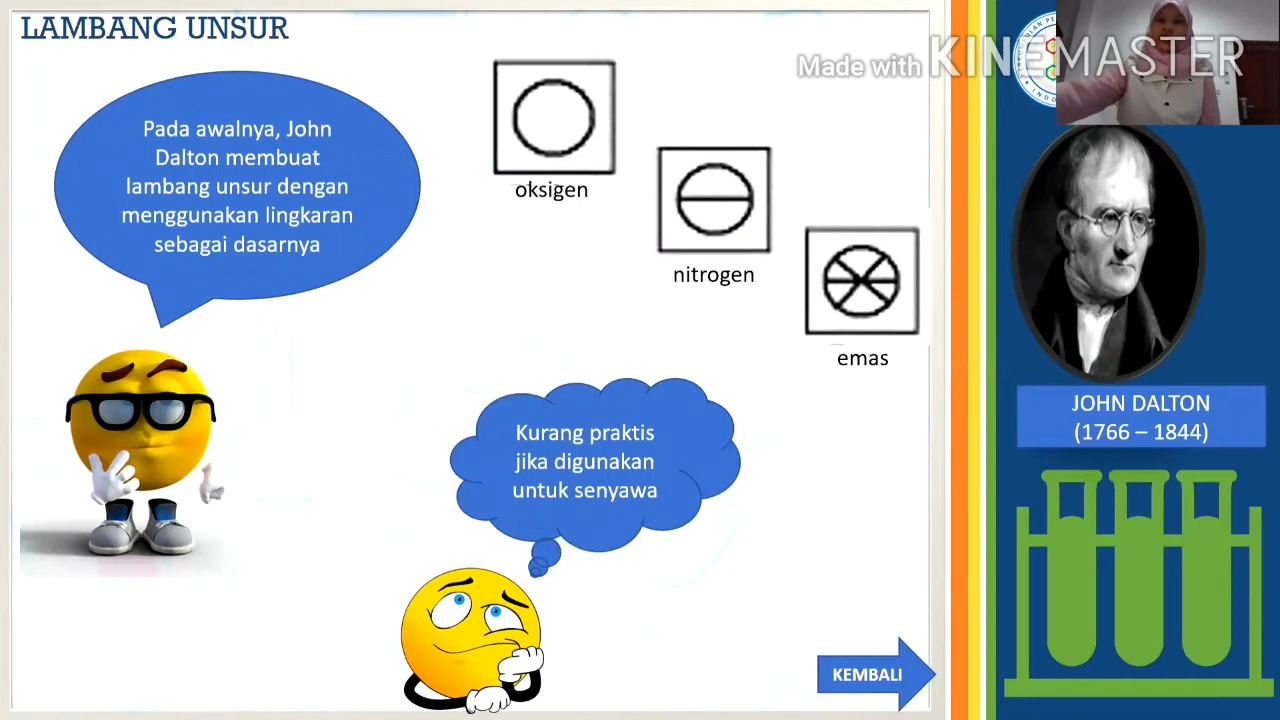 LAMBANG UNSUR
Made with KINEMASTER
Pada awalnya, John
Dalton membuat
lambang unsur dengan
menggunakan lingkaran
sebagai dasarnya
oksigen
nitrogen
emas
Kurang praktis
jika digunakan
untuk senyawa
JOHN DALTON
(1766 – 1844)
KEMBALI